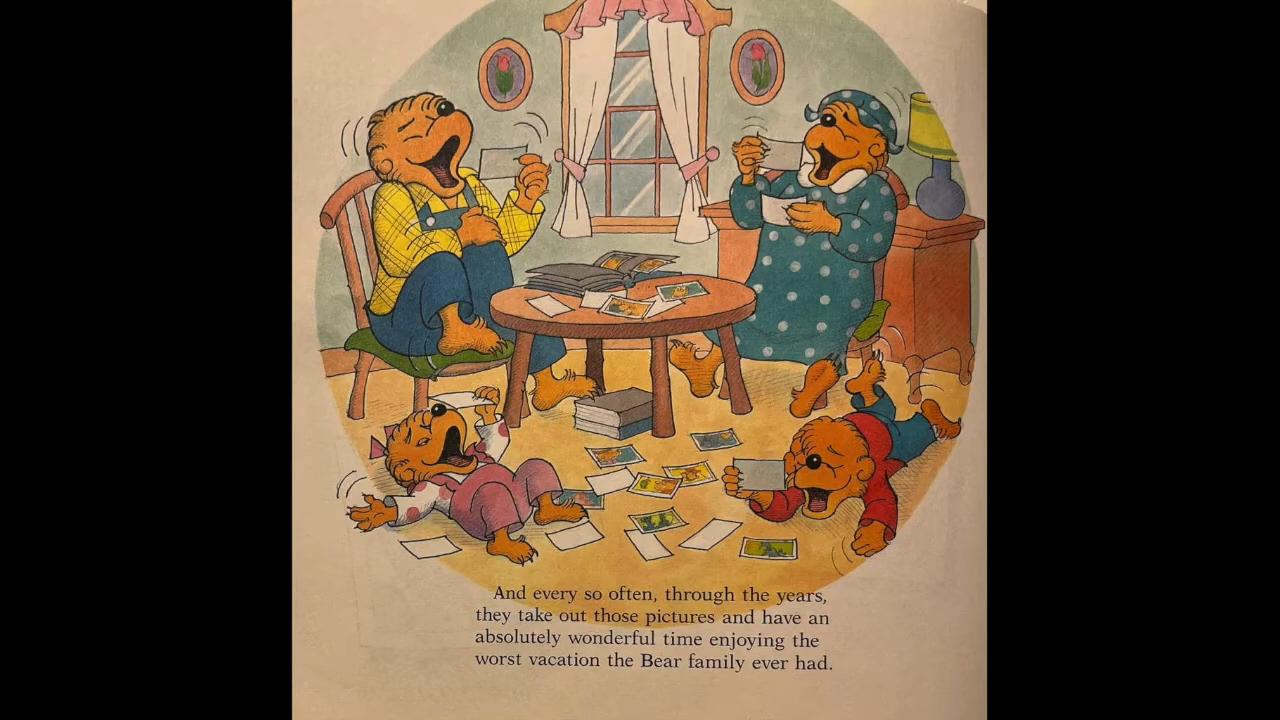 And every so often, through the years,
they take out those pictures and have an
absolutely wonderful time enjoying the
worst vacation the Bear family ever had.